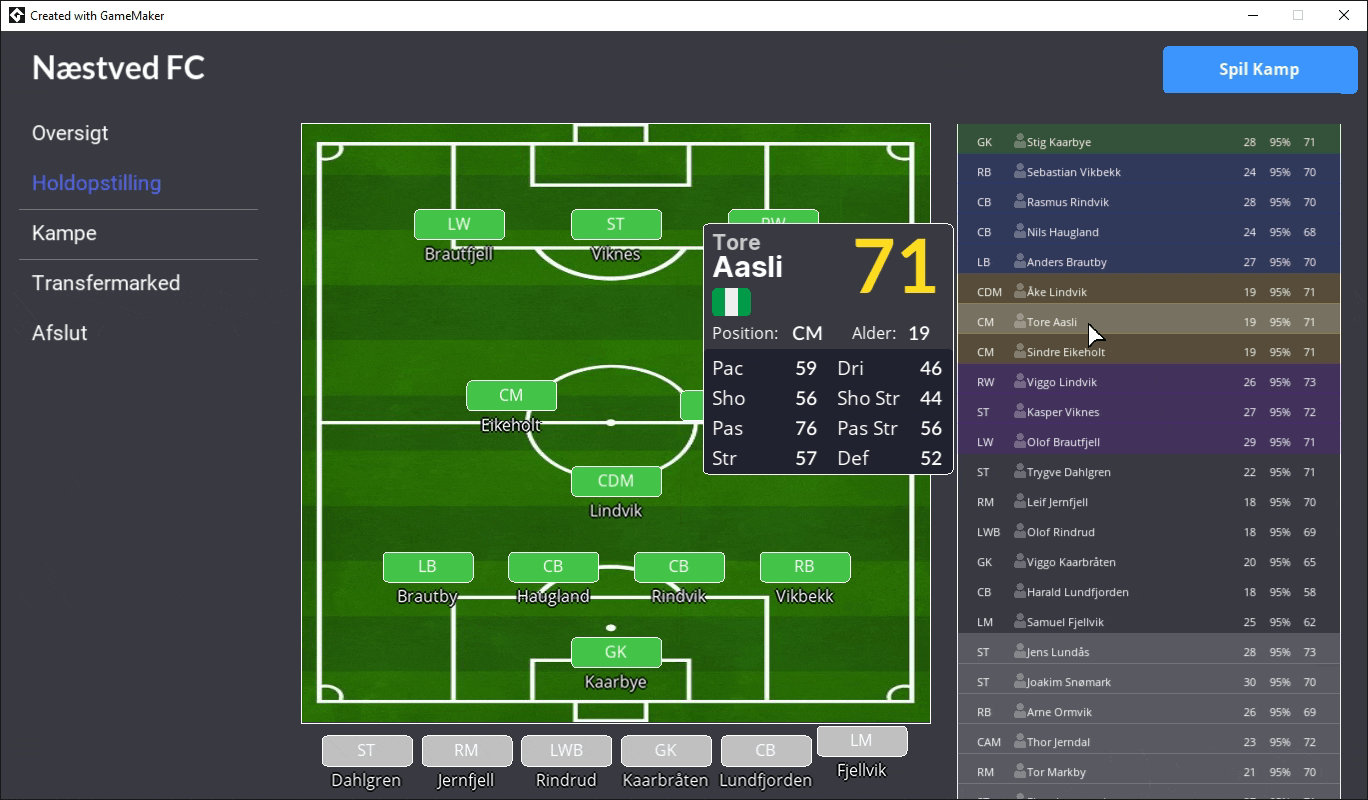 Created with GameMaker
Næstved FC
Spil Kamp
Oversigt
Holdopstilling
Kampe
Transfermarked
Afslut
LW
Brautfjell
ST
Viknes
RW
Tore
Aasli
71
Position: CM Alder: 19
Pac 59 Dri 46
Sho 56 Sho Str 44
Pas 76 Pas Str 56
Str 57 Def 52
CM
Eikeholt
CDM
Lindvik
LB
Brautby
CB
Haugland
CB
Rindvik
RB
Vikbekk
GK
Kaarbye
ST
Dahlgren
RM
Jernfjell
LWB
Rindrud
GK
Kaarbråten
CB
Lundfjorden
LM
Fjellvik
GK Stig Kaarbye 28 95% 71
RB Sebastian Vikbekk 24 95% 70
CB Rasmus Rindvik 28 95% 70
CB Nils Haugland 24 95% 68
LB Anders Brautby 27 95% 70
CDM Åke Lindvik 19 95% 71
CM Tore Aasli 19 95% 71
CM Sindre Eikeholt 19 95% 71
RW Viggo Lindvik 26 95% 73
ST Kasper Viknes 27 95% 72
LW Olof Brautfjell 29 95% 71
ST Trygve Dahlgren 22 95% 71
RM Leif Jernfjell 18 95% 70
LWB Olof Rindrud 18 95% 69
GK Viggo Kaarbråten 20 95% 65
CB Harald Lundfjorden 18 95% 58
LM Samuel Fjellvik 25 95% 62
ST Jens Lundås 28 95% 73
ST Joakim Snømark 30 95% 70
RB Arne Ormvik 26 95% 69
CAM Thor Jerndal 23 95% 72
RM Tor Markby 21 95% 70